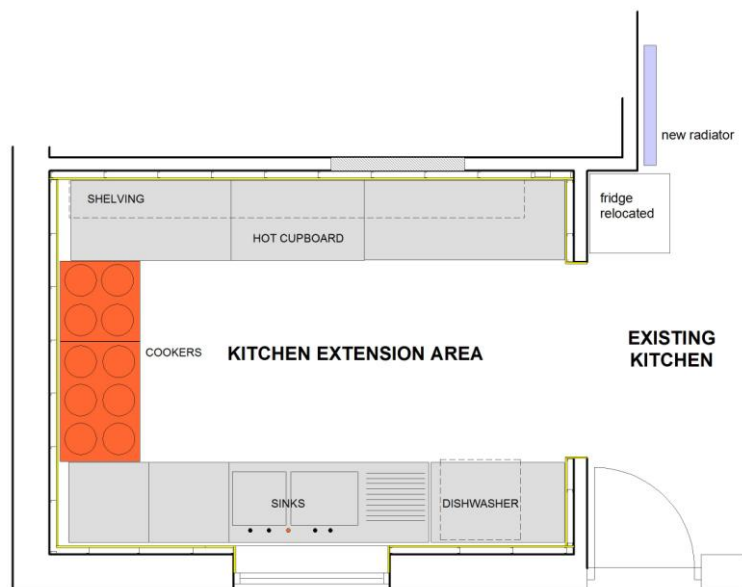 new radiator
SHELVING
fridge
relocated
HOT CUPBOARD
EXISTING
KITCHEN
COOKERS
KITCHEN EXTENSION AREA
SINKS
DISHWASHER